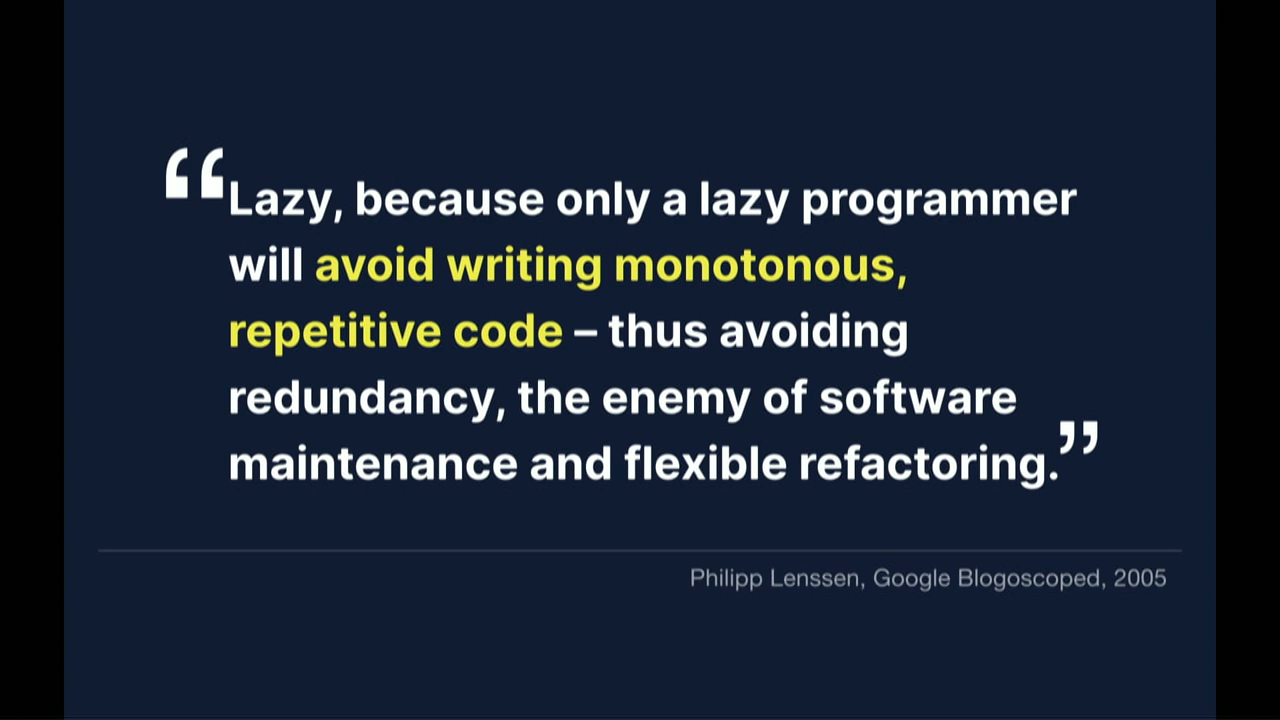 “Lazy, because only a lazy programmer
will avoid writing monotonous,
repetitive code – thus avoiding
redundancy, the enemy of software
maintenance and flexible refactoring.”
Philipp Lenssen, Google Blogoscoped, 2005